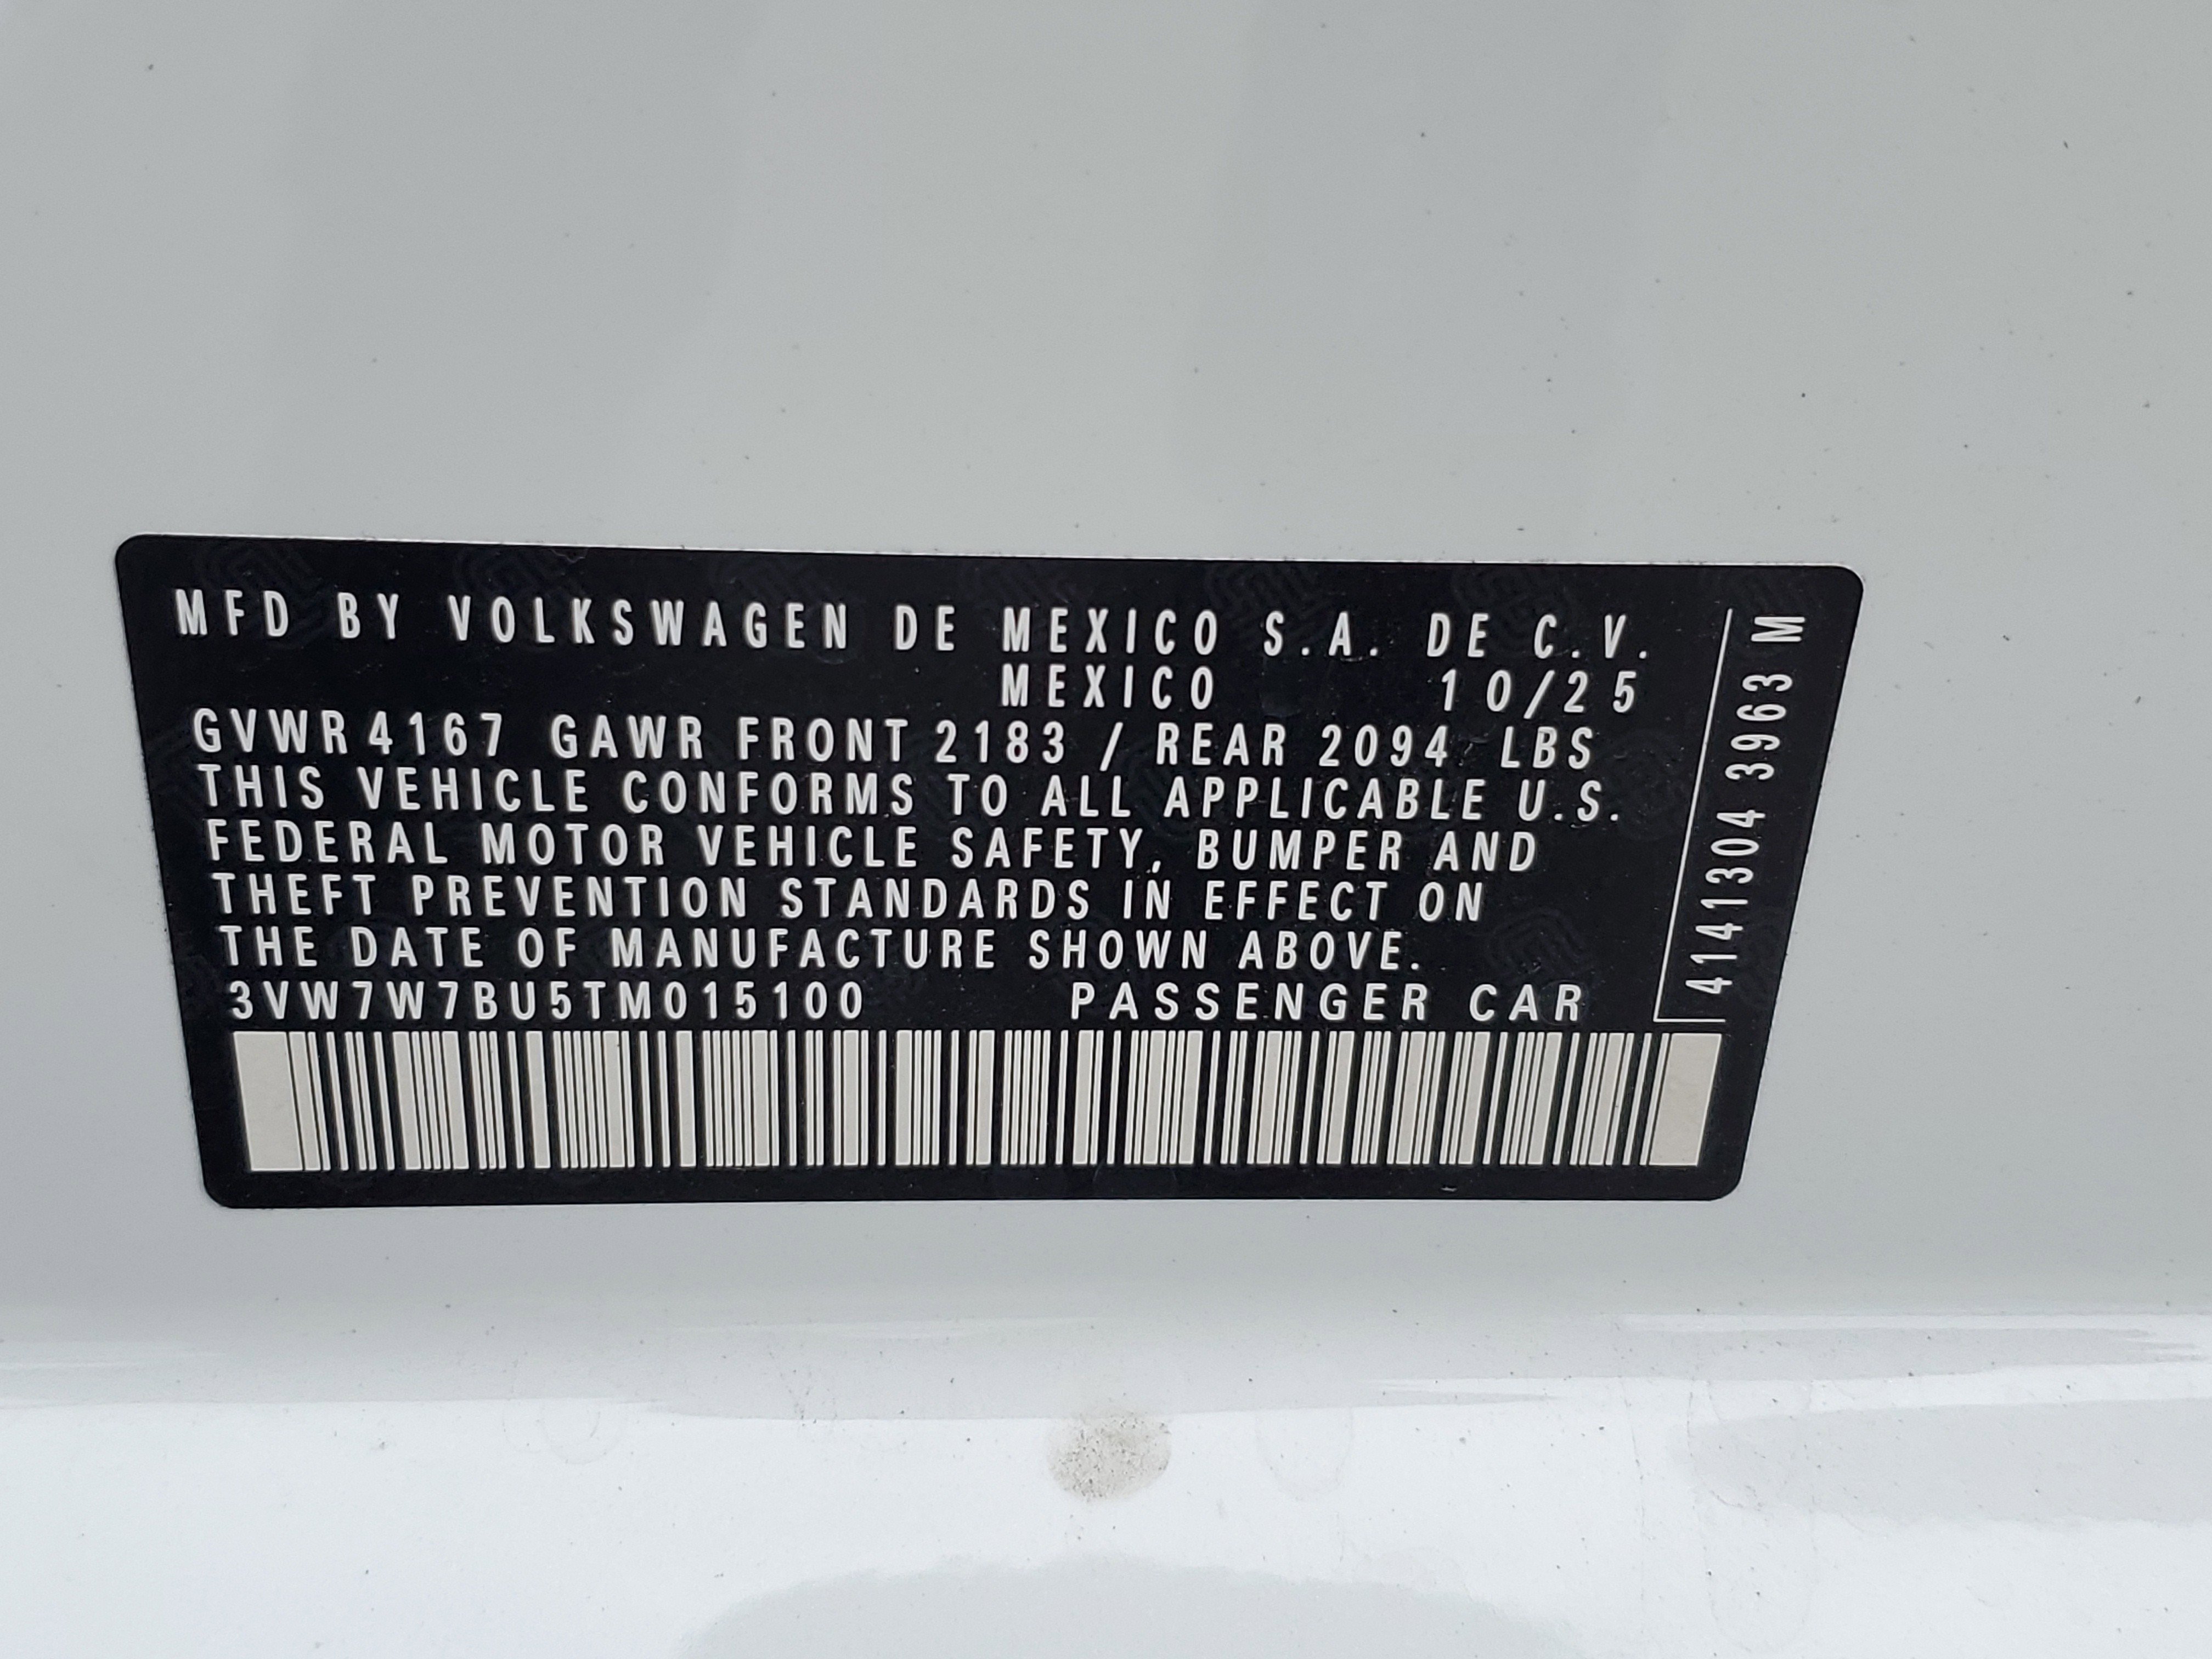 MFD BY VOLKSWAGEN DE MEXICO S.A. DE C.V.
MEXICO 10/25
GVWR 4167 GAWR FRONT 2183 / REAR 2094 LBS
THIS VEHICLE CONFORMS TO ALL APPLICABLE U.S.
FEDERAL MOTOR VEHICLE SAFETY, BUMPER AND
THEFT PREVENTION STANDARDS IN EFFECT ON
THE DATE OF MANUFACTURE SHOWN ABOVE.
3VW7W7BU5TM015100 PASSENGER CAR
4141304 3963 M